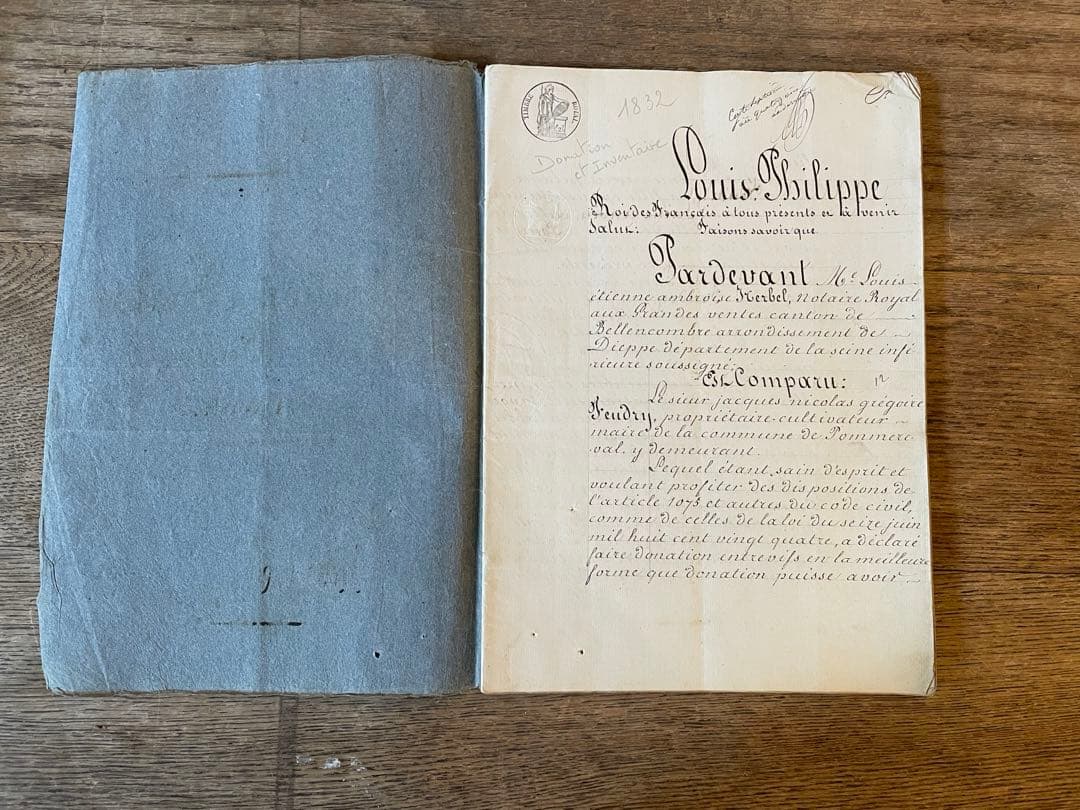 TIMBRE ROYAL
1832
Donation
et Inventaire
Louis-Philippe
Roi des Français à tous présents et à venir
Salut: Faisons savoir que
Pardevant Me Louis
étienne ambroise Herbel, Notaire Royal
aux Grandes ventes canton de
Bellencombre arrondissement de
Dieppe département de la seine infé
rieure soussigné;
Est Comparu:
Le sieur jacques nicolas grégoire
Feudry, propriétaire-cultivateur
maire de la commune de Pommere
val, y demeurant.
Lequel étant sain d'esprit et
voulant profiter des dispositions de
l'article 1075 et autres du code civil,
comme de celles de la loi du seize juin
mil huit cent vingt quatre, a déclaré
faire donation entrevifs en la meilleure
forme que donation puisse avoir